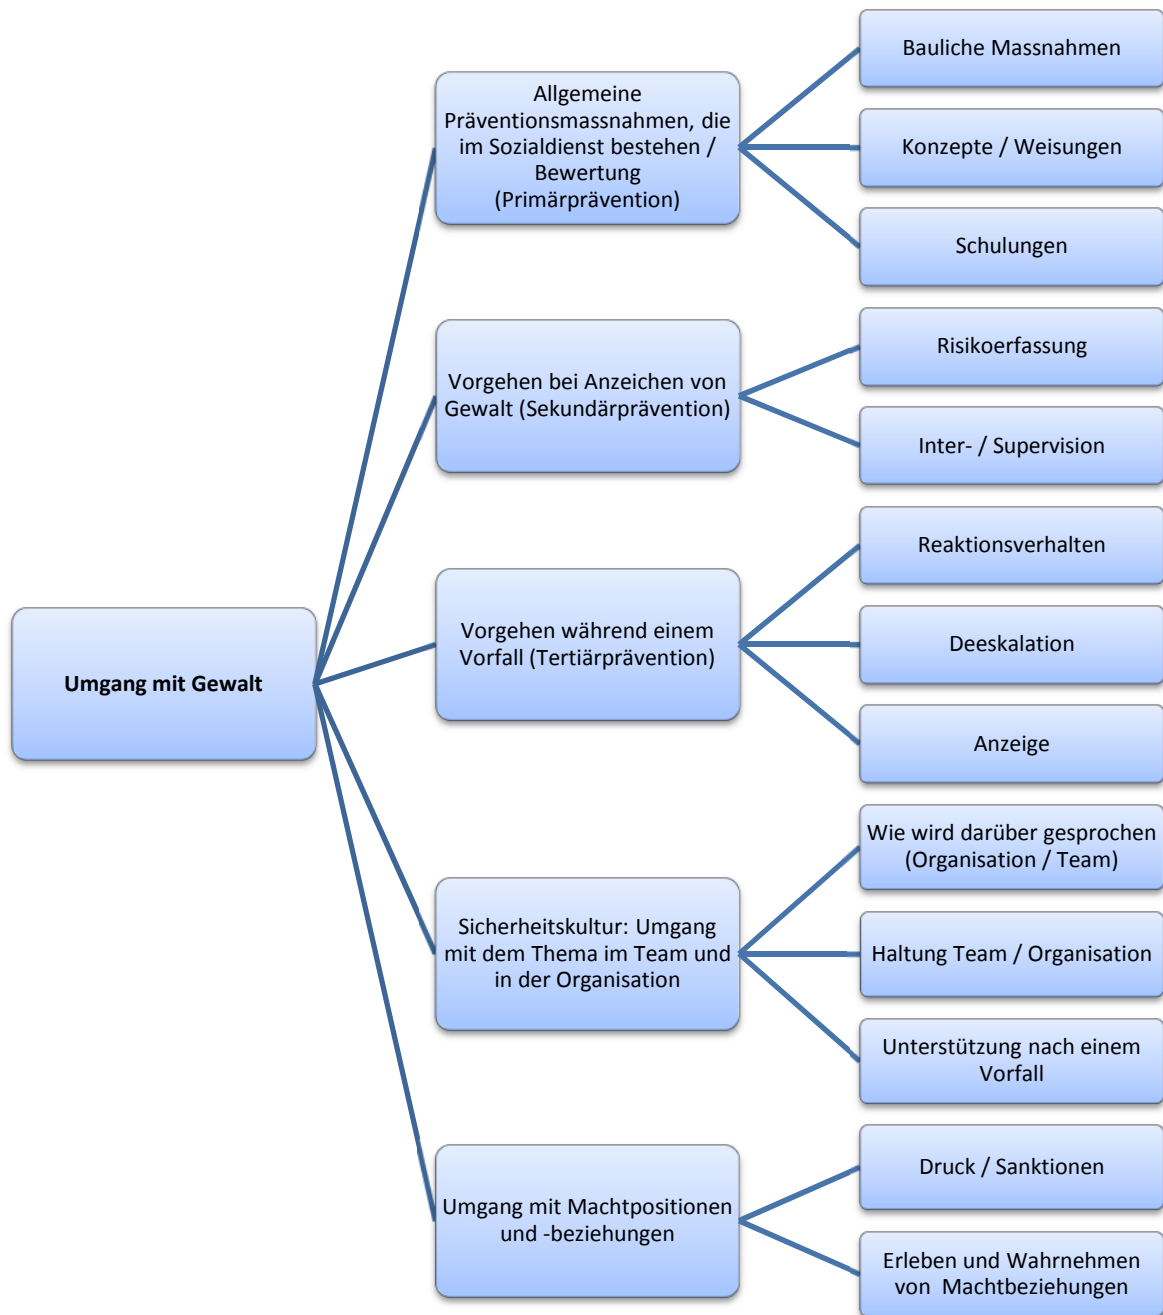 Umgang mit Gewalt
Allgemeine
Präventionsmassnahmen, die
im Sozialdienst bestehen /
Bewertung
(Primärprävention)
Bauliche Massnahmen
Konzepte / Weisungen
Schulungen
Vorgehen bei Anzeichen von
Gewalt (Sekundärprävention)
Risikoerfassung
Inter- / Supervision
Vorgehen während einem
Vorfall (Tertiärprävention)
Reaktionsverhalten
Deeskalation
Anzeige
Sicherheitskultur: Umgang
mit dem Thema im Team und
in der Organisation
Wie wird darüber gesprochen
(Organisation / Team)
Haltung Team / Organisation
Unterstützung nach einem
Vorfall
Umgang mit Machtpositionen
und -beziehungen
Druck / Sanktionen
Erleben und Wahrnehmen
von Machtbeziehungen